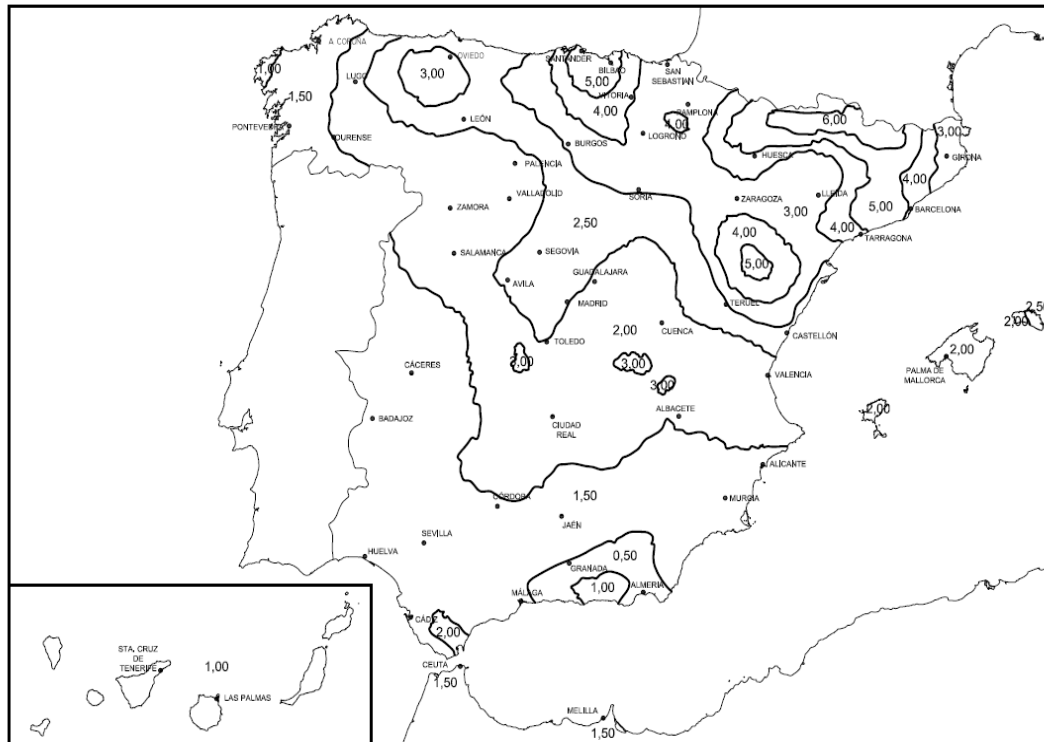 A CORUÑA
OVIEDO
SANTANDER
BILBAO
SAN
SEBASTIAN
1,00
LUGO
3,00
5,00
VITORIA
1,50
4,00
PAMPLONA
4,00
6,00
3,00
PONTEVEDRA
OURENSE
LEÓN
BURGOS
LOGROÑO
HUESCA
GIRONA
PALENCIA
4,00
VALLADOLID
SORIA
ZARAGOZA
LLEIDA
ZAMORA
3,00
5,00
BARCELONA
2,50
4,00
4,00
TARRAGONA
SALAMANCA
SEGOVIA
5,00
AVILA
GUADALAJARA
MADRID
TERUEL
2,00
CUENCA
CASTELLÓN
2,50
2,00
TOLEDO
2,00
3,00
3,00
PALMA DE
MALLORCA
CÁCERES
VALENCIA
3,00
2,00
BADAJOZ
CIUDAD
REAL
ALBACETE
ALICANTE
CÓRDOBA
1,50
MURCIA
JAÉN
SEVILLA
HUELVA
0,50
GRANADA
1,00
ALMERIA
MÁLAGA
CÁDIZ
2,00
CEUTA
1,50
MELILLA
1,50
STA. CRUZ
DE
TENERIFE
1,00
LAS PALMAS